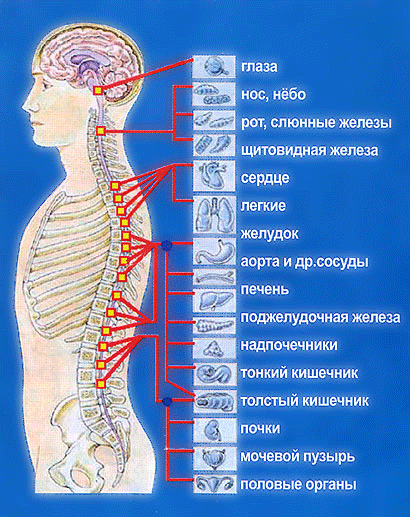 глаза
нос, нёбо
рот, слюнные железы
щитовидная железа
сердце
легкие
желудок
аорта и др.сосуды
печень
поджелудочная железа
надпочечники
тонкий кишечник
толстый кишечник
почки
мочевой пузырь
половые органы